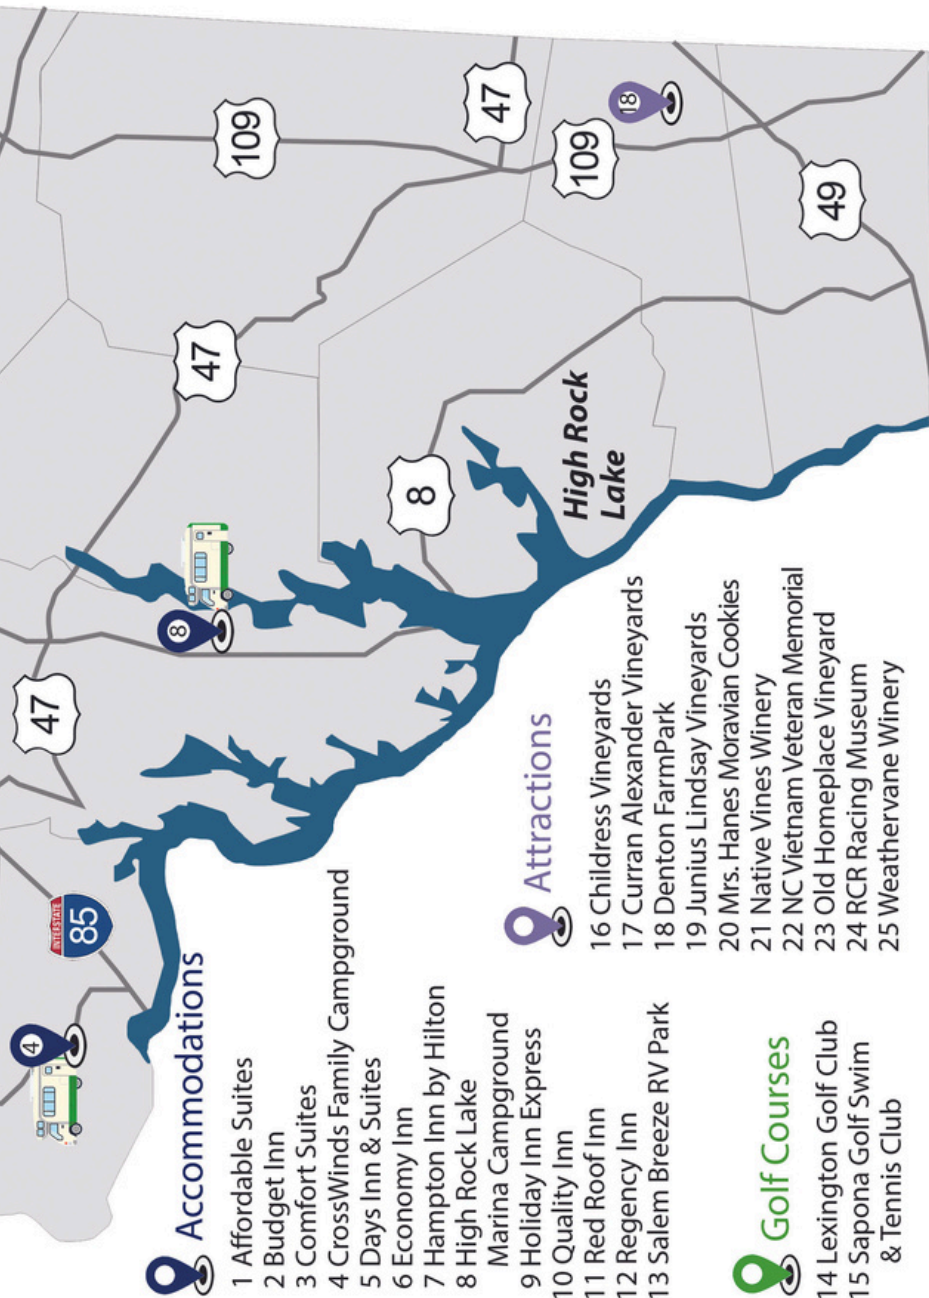 47
109
47
109
18
49
47
8
8
High Rock
Lake
INTERSTATE
85
4
Accommodations
1 Affordable Suites
2 Budget Inn
3 Comfort Suites
4 CrossWinds Family Campground
5 Days Inn & Suites
6 Economy Inn
7 Hampton Inn by Hilton
8 High Rock Lake
Marina Campground
9 Holiday Inn Express
10 Quality Inn
11 Red Roof Inn
12 Regency Inn
13 Salem Breeze RV Park
Golf Courses
14 Lexington Golf Club
15 Sapona Golf Swim
& Tennis Club
Attractions
16 Childress Vineyards
17 Curran Alexander Vineyards
18 Denton FarmPark
19 Junius Lindsay Vineyards
20 Mrs. Hanes Moravian Cookies
21 Native Vines Winery
22 NC Vietnam Veteran Memorial
23 Old Homeplace Vineyard
24 RCR Racing Museum
25 Weathervane Winery